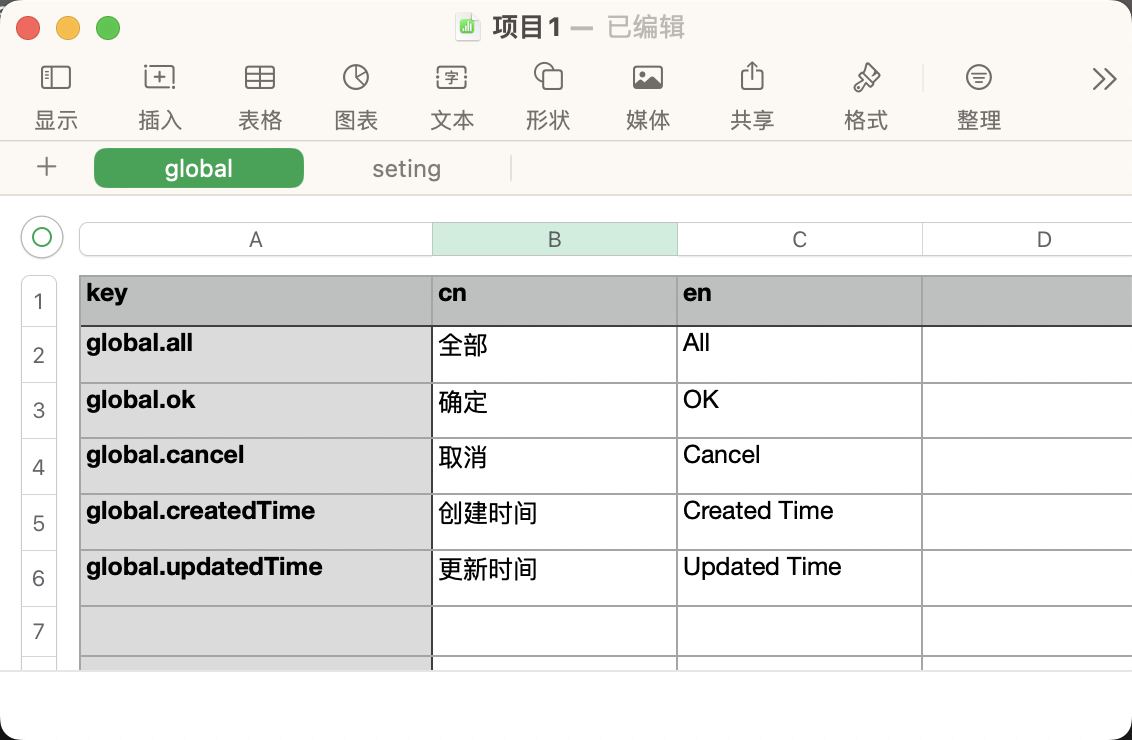 项目1 — 已编辑
显示 插入 表格 图表 文本 形状 媒体 共享 格式 整理
global seting
A B C D
1 key cn en
2 global.all 全部 All
3 global.ok 确定 OK
4 global.cancel 取消 Cancel
5 global.createdTime 创建时间 Created Time
6 global.updatedTime 更新时间 Updated Time
7